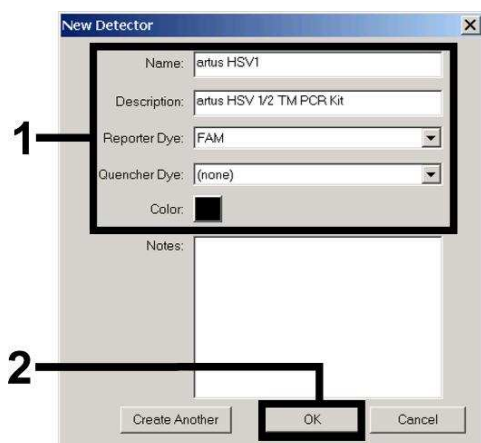 New Detector
Name: artus HSV1
Description: artus HSV 1/2 TM PCR Kit
1
Reporter Dye: FAM
Quencher Dye: (none)
Color:
Notes:
2
Create Another OK Cancel